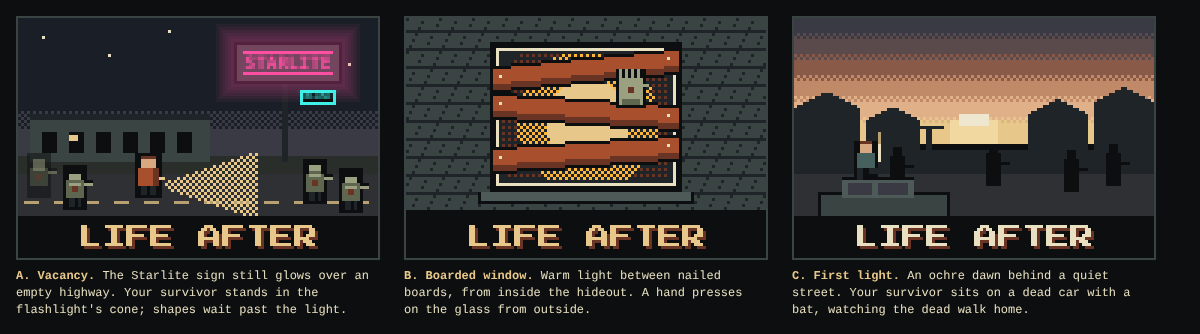 STARLITE
LIFE AFTER
A. Vacancy. The Starlite sign still glows over an
empty highway. Your survivor stands in the
flashlight's cone; shapes wait past the light.
LIFE AFTER
B. Boarded window. Warm light between nailed
boards, from inside the hideout. A hand presses
on the glass from outside.
LIFE AFTER
C. First light. An ochre dawn behind a quiet
street. Your survivor sits on a dead car with a
bat, watching the dead walk home.